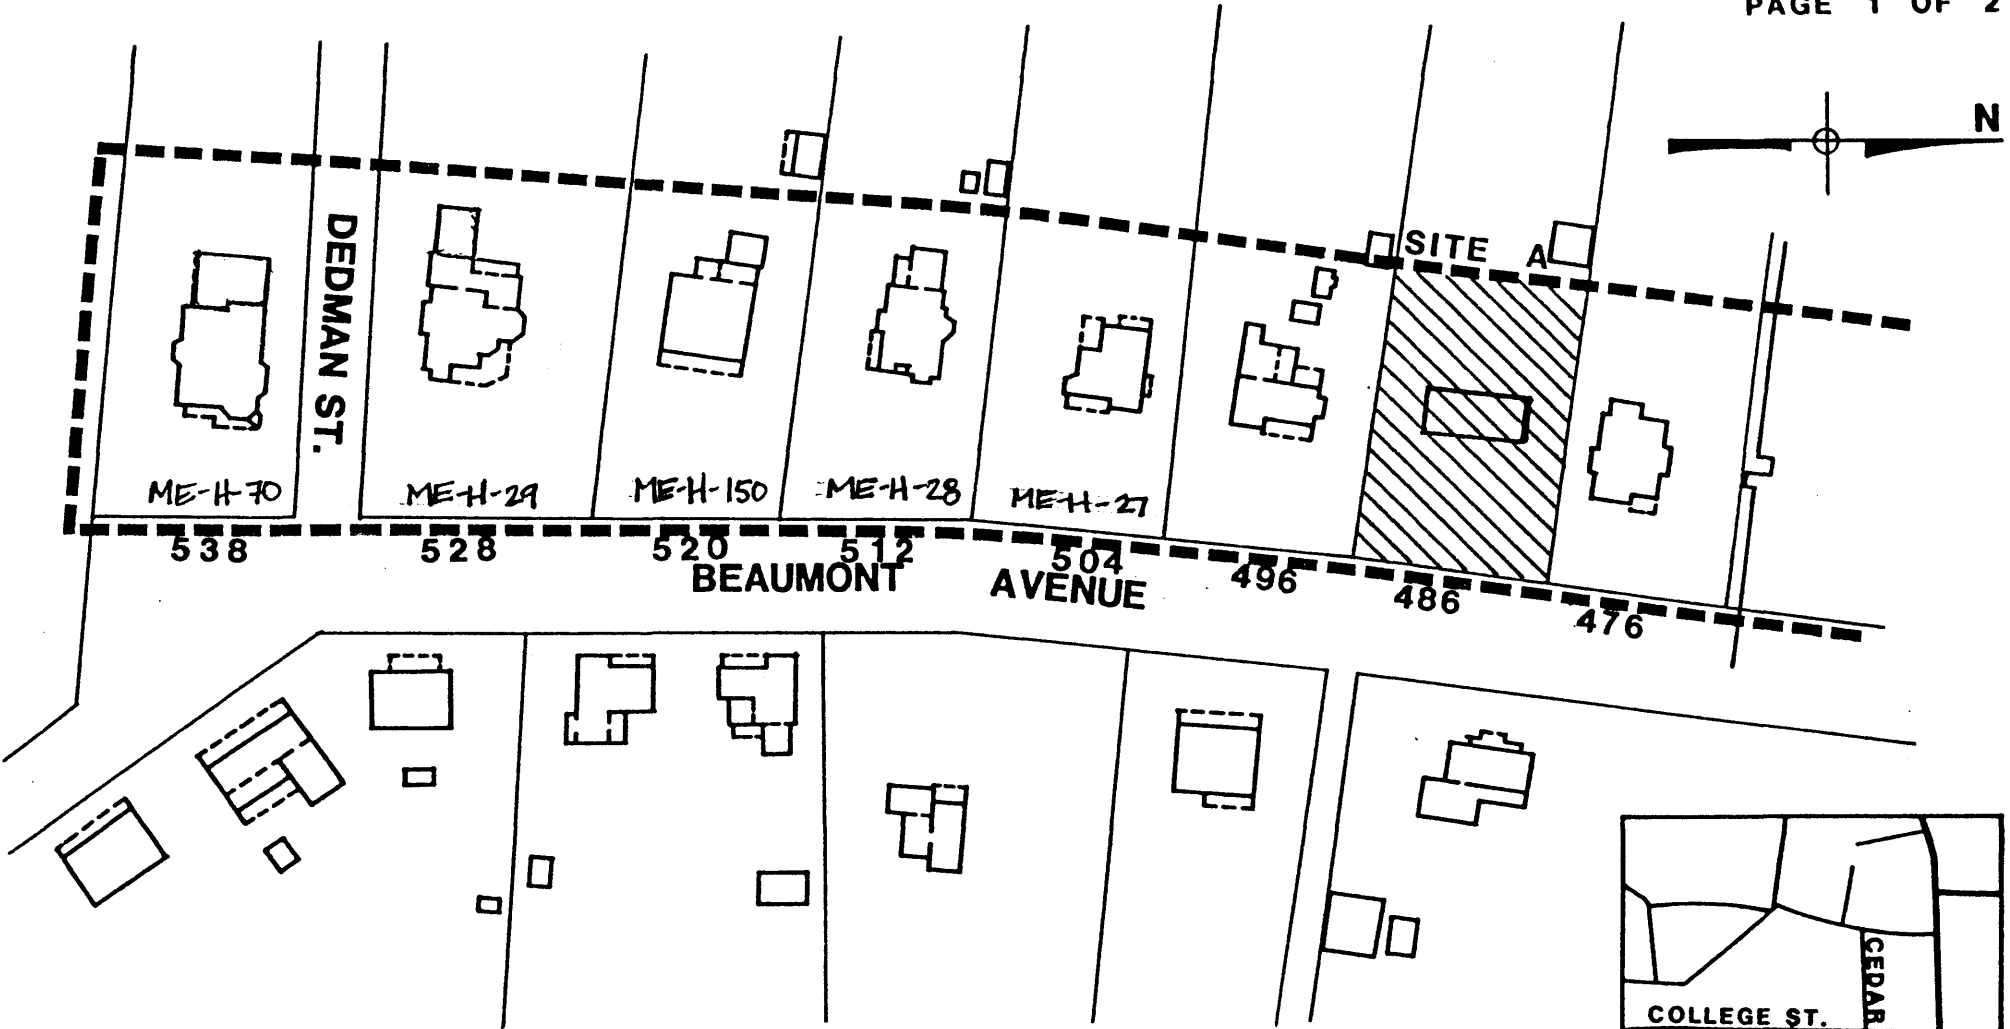 PAGE 1 OF 2
N
SITE A
DEDMAN ST.
ME-H-70
ME-H-29
ME-H-150
ME-H-28
ME-H-27
538
528
520
512
504
496
486
476
BEAUMONT AVENUE
CEDAR
COLLEGE ST.